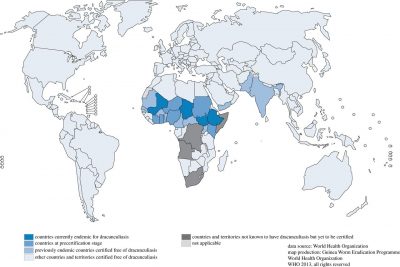 countries currently endemic for dracunculiasis
countries at precertification stage
previously endemic countries certified free of dracunculiasis
other countries and territories certified free of dracunculiasis
countries and territories not known to have dracunculiasis but yet to be certified
not applicable
data source: World Health Organization
map production: Guinea Worm Eradication Programme
World Health Organization
WHO 2013. all rights reserved